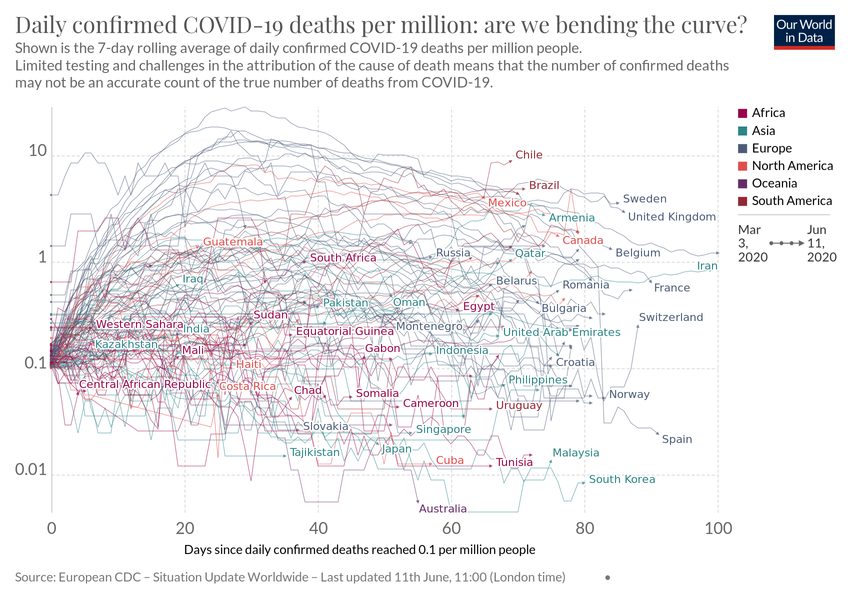 Daily confirmed COVID-19 deaths per million: are we bending the curve?
Our World
in Data
Shown is the 7-day rolling average of daily confirmed COVID-19 deaths per million people.
Limited testing and challenges in the attribution of the cause of death means that the number of confirmed deaths
may not be an accurate count of the true number of deaths from COVID-19.
Africa
Asia
Europe
North America
Oceania
South America
Mar
3,
2020
Jun
11,
2020
10
1
0.1
0.01
Chile
Brazil
Mexico
Sweden
United Kingdom
Armenia
Guatemala
Canada
South Africa
Russia
Qatar
Belgium
Iran
Iraq
Belarus
Romania
France
Pakistan
Oman
Egypt
Bulgaria
Sudan
Switzerland
Western Sahara
India
Equatorial Guinea
Montenegro
United Arab Emirates
Kazakhstan
Mali
Gabon
Indonesia
Haiti
Croatia
Central African Republic
Costa Rica
Chad
Somalia
Philippines
Norway
Cameroon
Uruguay
Slovakia
Singapore
Spain
Tajikistan
Japan
Cuba
Tunisia
Malaysia
South Korea
Australia
0
20
40
60
80
100
Days since daily confirmed deaths reached 0.1 per million people
Source: European CDC – Situation Update Worldwide – Last updated 11th June, 11:00 (London time)